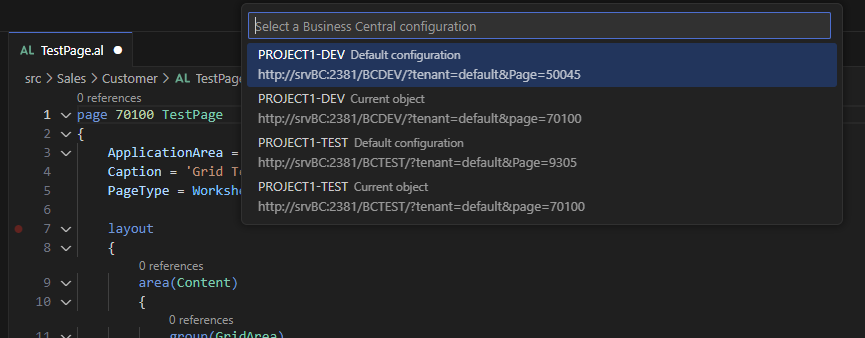 Select a Business Central configuration
PROJECT1-DEV Default configuration
http://srvBC:2381/BCDEV/?tenant=default&Page=50045
PROJECT1-DEV Current object
http://srvBC:2381/BCDEV/?tenant=default&page=70100
PROJECT1-TEST Default configuration
http://srvBC:2381/BCTEST/?tenant=default&Page=9305
PROJECT1-TEST Current object
http://srvBC:2381/BCTEST/?tenant=default&page=70100
AL TestPage.al
src > Sales > Customer > AL TestPa
0 references
1 page 70100 TestPage
2 {
3 ApplicationArea =
4 Caption = 'Grid Te
5 PageType = Workshe
6
7 layout
8 {
0 references
9 area(Content)
10 {
0 references
11 group(GridArea)